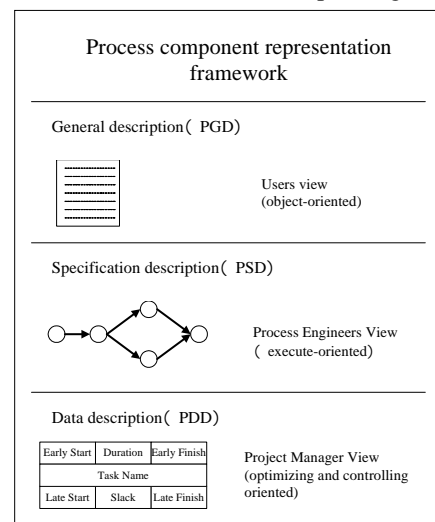 Process component representation
framework
General description( PGD)
Users view
(object-oriented)
Specification description( PSD)
Process Engineers View
( execute-oriented)
Data description( PDD)
Early Start Duration Early Finish
Task Name
Late Start Slack Late Finish
Project Manager View
(optimizing and controlling
oriented)